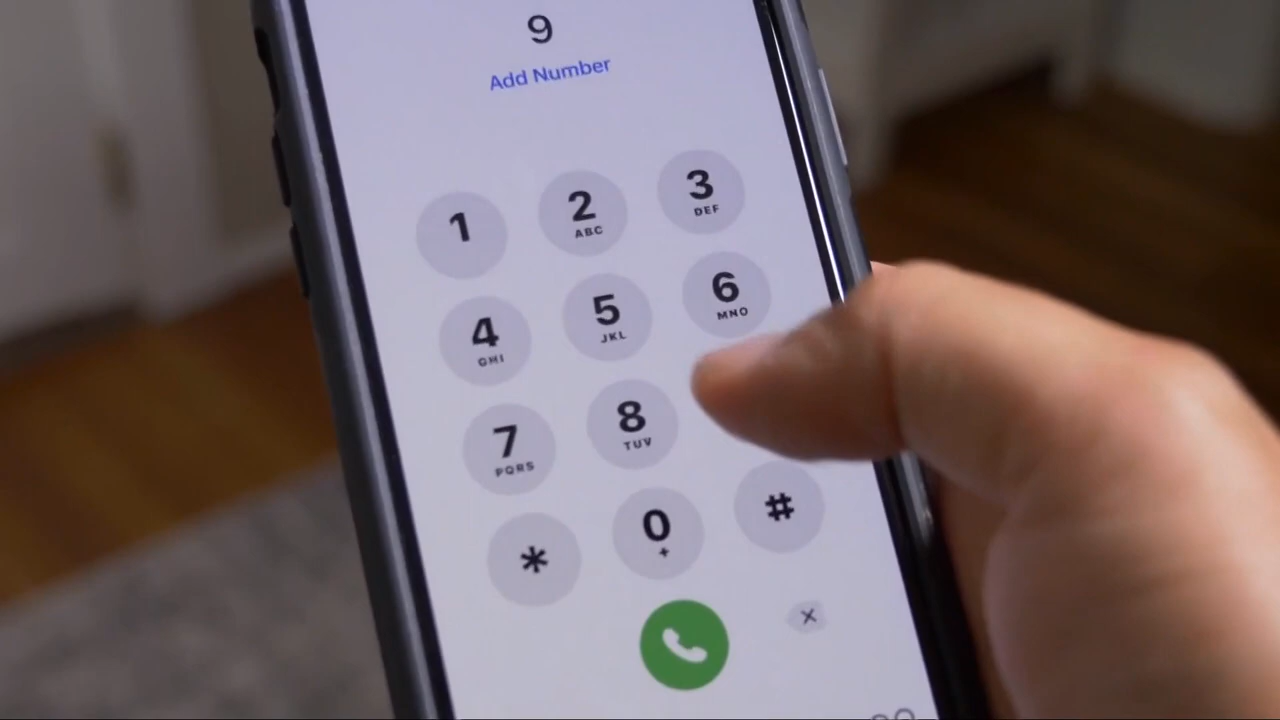 9
Add Number
1 2 3
ABC DEF
4 5 6
GHI JKL MNO
7 8
PQRS TUV
* 0 #
+